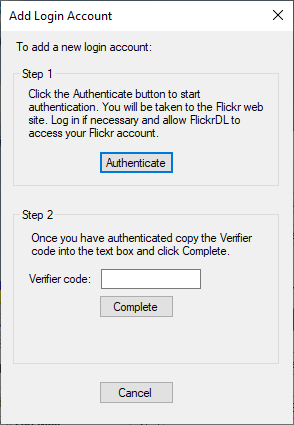 Add Login Account
To add a new login account:
Step 1
Click the Authenticate button to start
authentication. You will be taken to the Flickr web
site. Log in if necessary and allow FlickrDL to
access your Flickr account.
Authenticate
Step 2
Once you have authenticated copy the Verifier
code into the text box and click Complete.
Verifier code:
Complete
Cancel